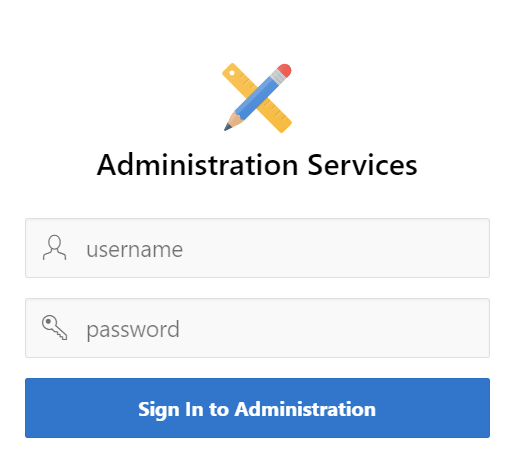 Administration Services
username
password
Sign In to Administration